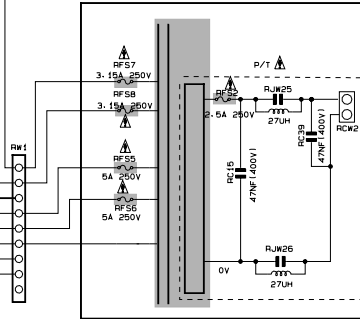 RFS7
3.15A 250V
RFS8
3.15A 250V
RFS5
5A 250V
RFS6
5A 250V
RW1
P/T
RFS2
2.5A 250V
RJW25
27UH
RC39
47NF(400V)
RCW2
RC15
47NF(400V)
RJW26
27UH
0V